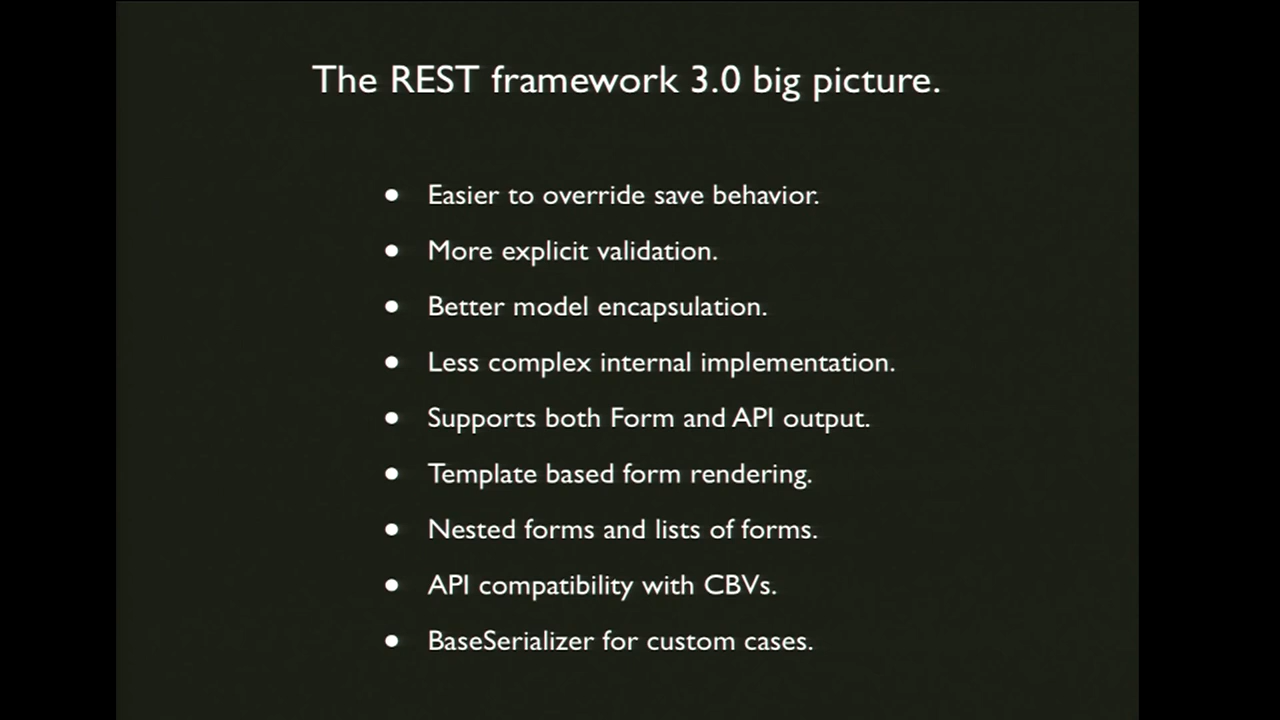 The REST framework 3.0 big picture.
● Easier to override save behavior.
● More explicit validation.
● Better model encapsulation.
● Less complex internal implementation.
● Supports both Form and API output.
● Template based form rendering.
● Nested forms and lists of forms.
● API compatibility with CBVs.
● BaseSerializer for custom cases.